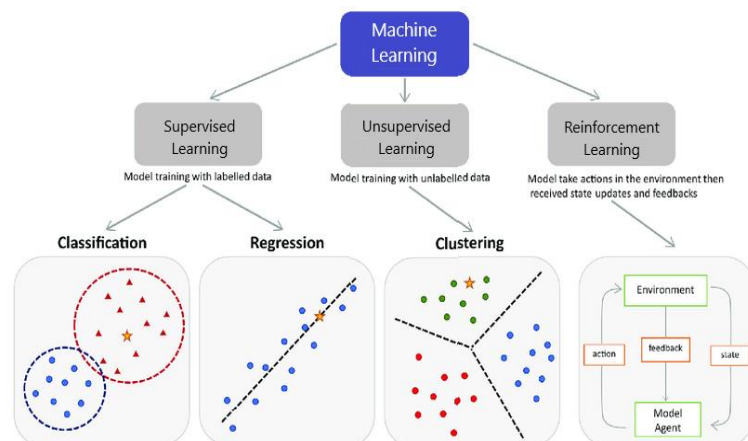 Machine
Learning
Supervised
Learning
Unsupervised
Learning
Reinforcement
Learning
Model training with labelled data
Model training with unlabelled data
Model take actions in the environment then
received state updates and feedbacks
Classification
Regression
Clustering
Environment
action
feedback
state
Model
Agent